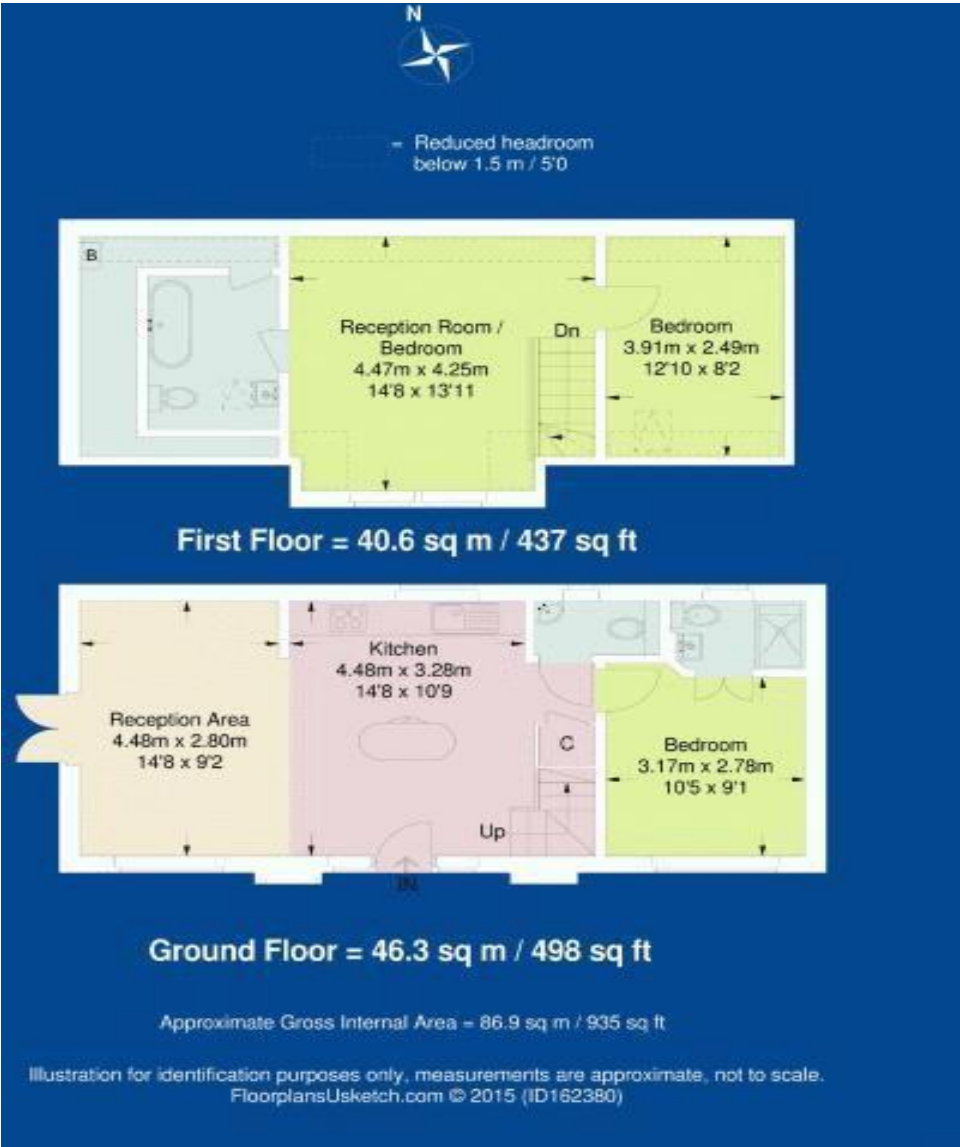 N
= Reduced headroom
below 1.5 m / 5'0
B
Reception Room /
Bedroom
4.47m x 4.25m
14'8 x 13'11
Dn
Bedroom
3.91m x 2.49m
12'10 x 8'2
First Floor = 40.6 sq m / 437 sq ft
Kitchen
4.48m x 3.28m
14'8 x 10'9
Reception Area
4.48m x 2.80m
14'8 x 9'2
C
Bedroom
3.17m x 2.78m
10'5 x 9'1
Up
IN
Ground Floor = 46.3 sq m / 498 sq ft
Approximate Gross Internal Area = 86.9 sq m / 935 sq ft
Illustration for identification purposes only, measurements are approximate, not to scale.
FloorplansUsketch.com © 2015 (ID162380)